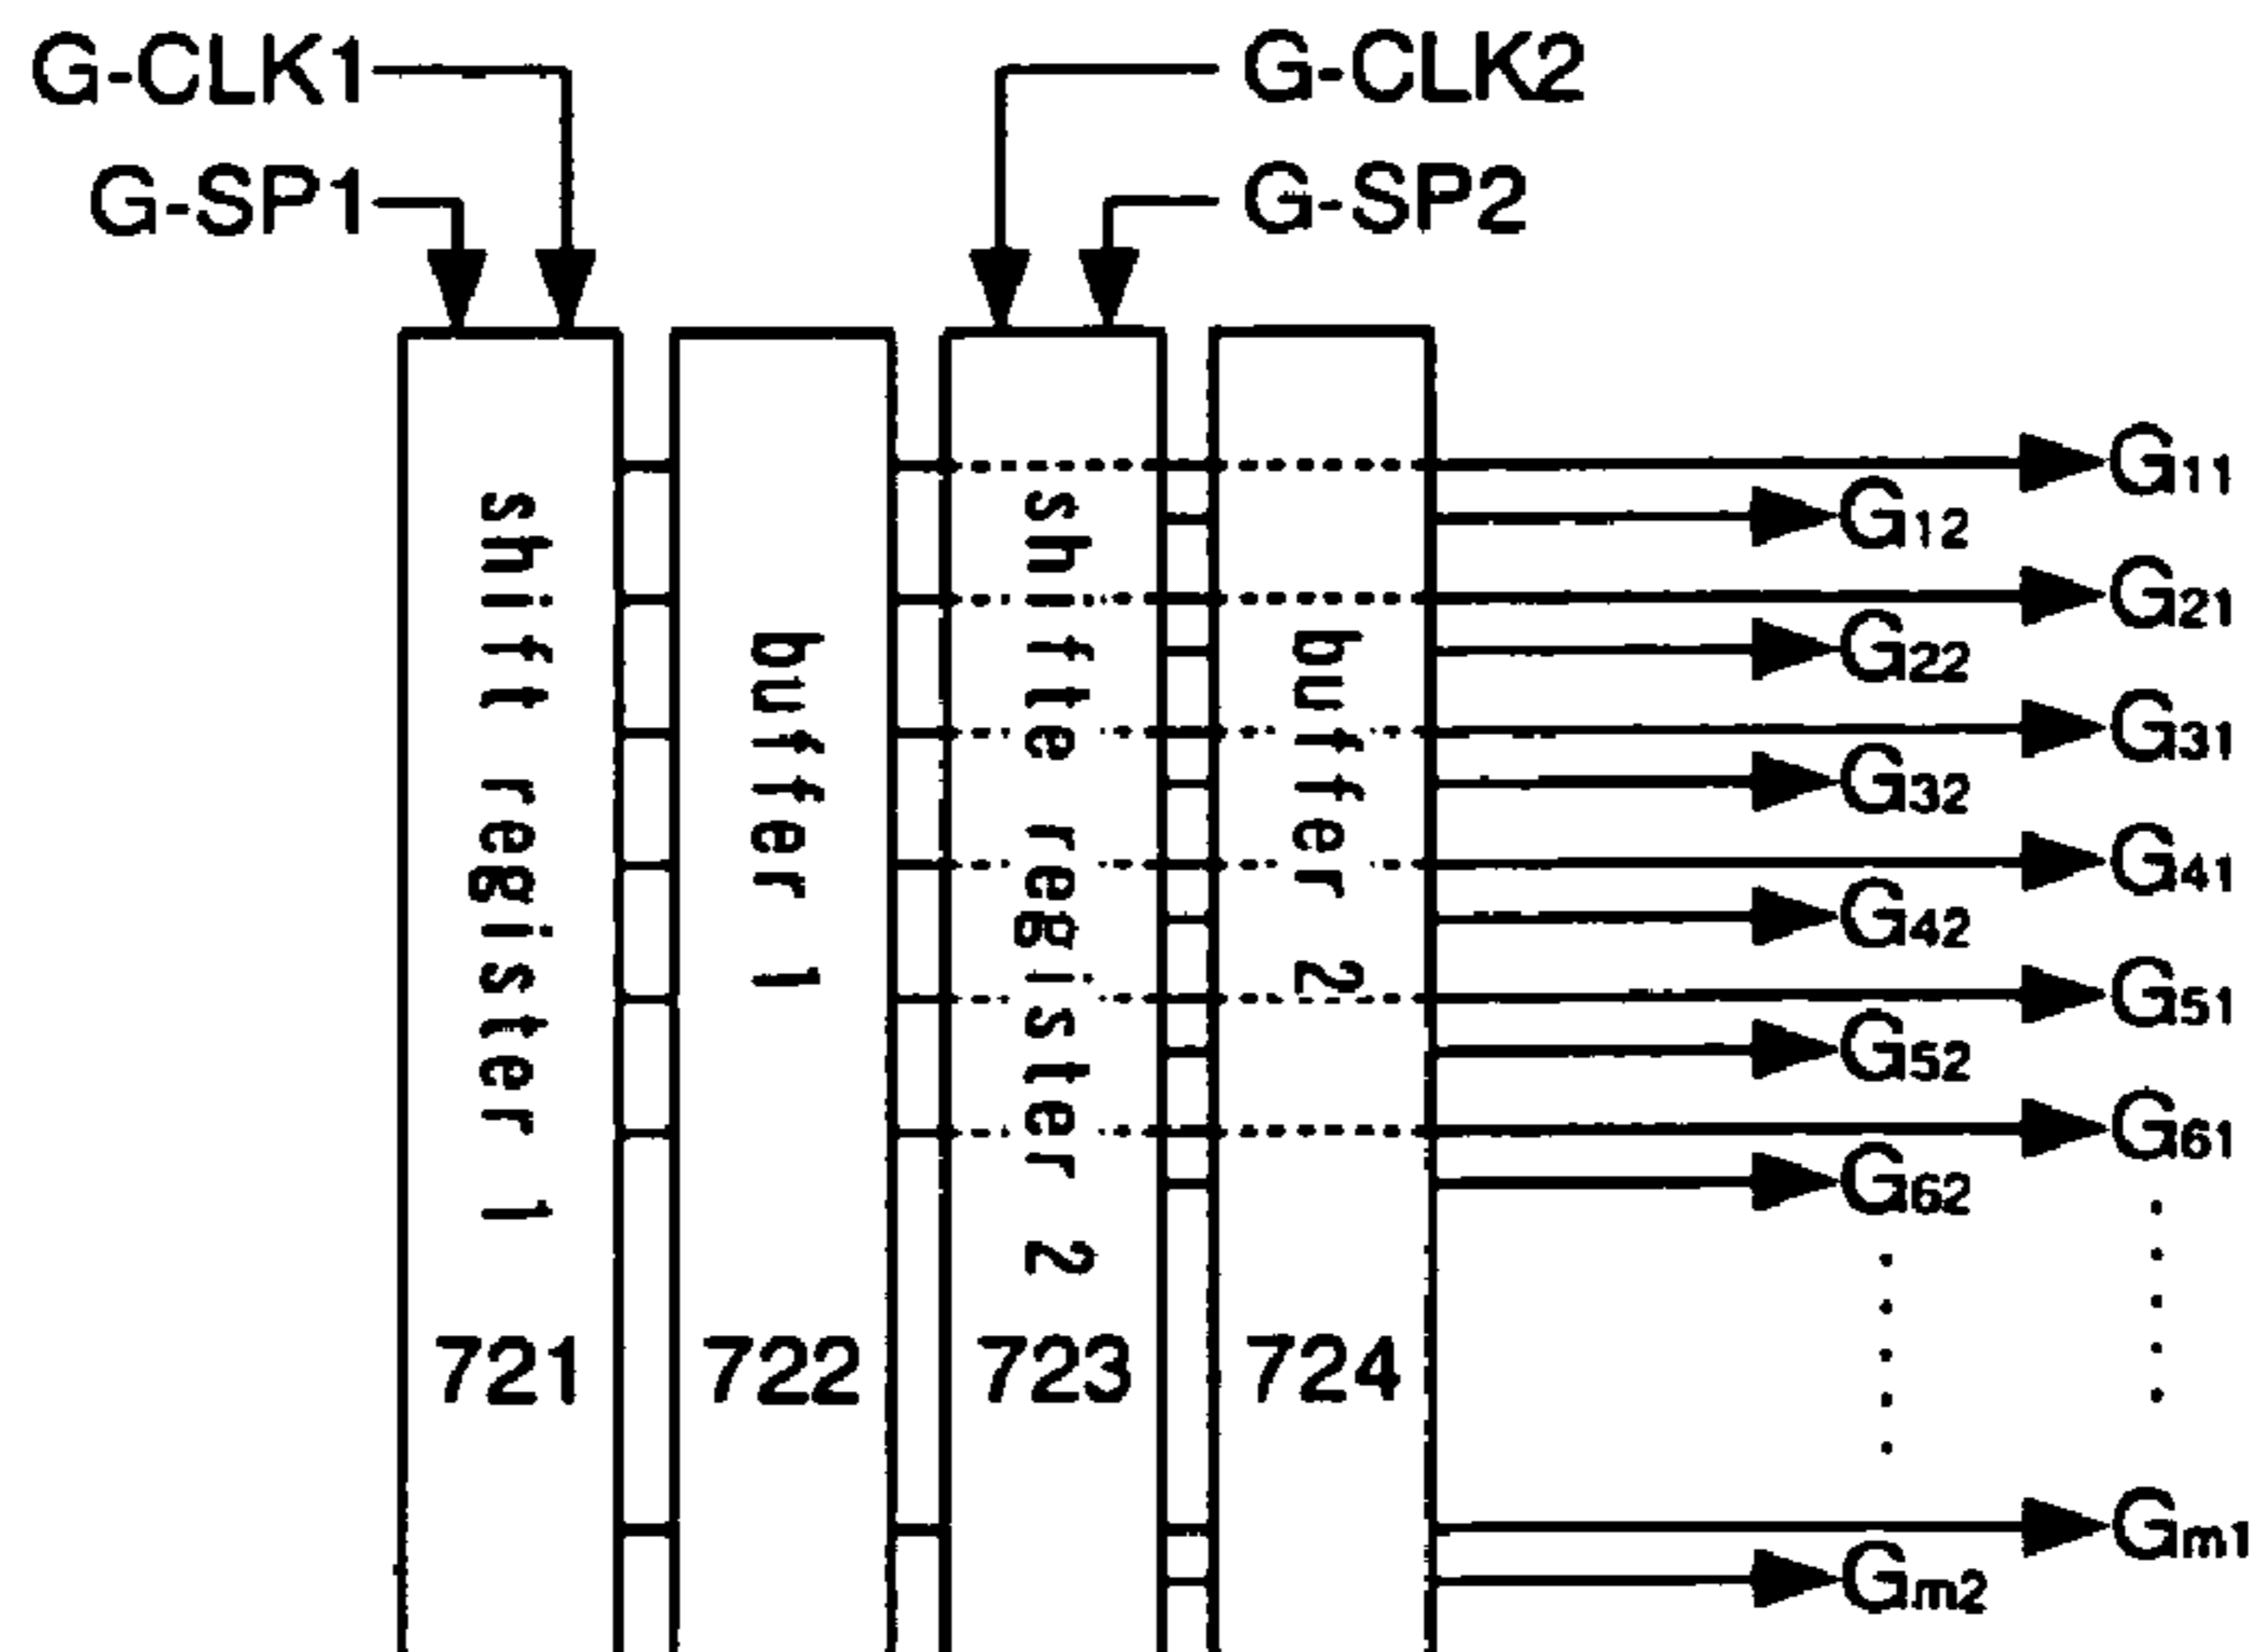 G-CLK1
G-CLK2
G-SP1
G-SP2
shift register 1
buffer 1
shifte register 2
buffer 2
721
722
723
724
G11
G12
G21
G22
G31
G32
G41
G42
G51
G52
G61
G62
Gm1
Gm2